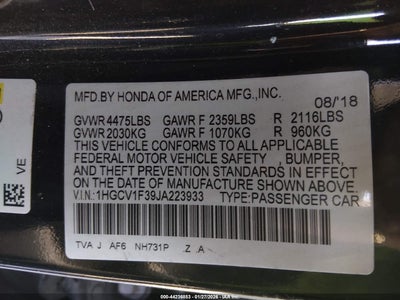 MFD.BY HONDA OF AMERICA MFG.,INC.
08/'18
GVWR 4475LBS GAWR F 2359LBS R 2116LBS
GVWR 2030KG GAWR F 1070KG R 960KG
THIS VEHICLE CONFORMS TO ALL APPLICABLE
FEDERAL MOTOR VEHICLE SAFETY , BUMPER,
AND THEFT PREVENTION STANDARDS IN EFFECT
ON THE DATE OF MANUFACTURE SHOWN ABOVE.
V.I.N.:1HGCV1F39JA223933 TYPE:PASSENGER CAR
TVA J AF6 NH731P Z A
VE
000-44236853 | 01/27/2026 | IAA Inc